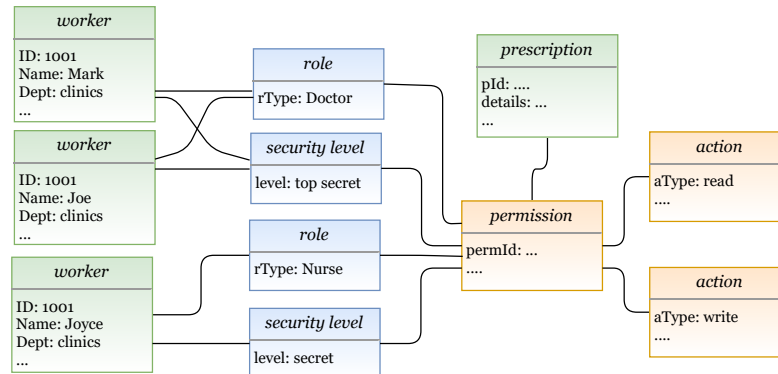 worker
ID: 1001
Name: Mark
Dept: clinics
...
worker
ID: 1001
Name: Joe
Dept: clinics
...
worker
ID: 1001
Name: Joyce
Dept: clinics
...
role
rType: Doctor
security level
level: top secret
role
rType: Nurse
security level
level: secret
prescription
pId: ....
details: ...
...
permission
permId: ...
....
action
aType: read
....
action
aType: write
....